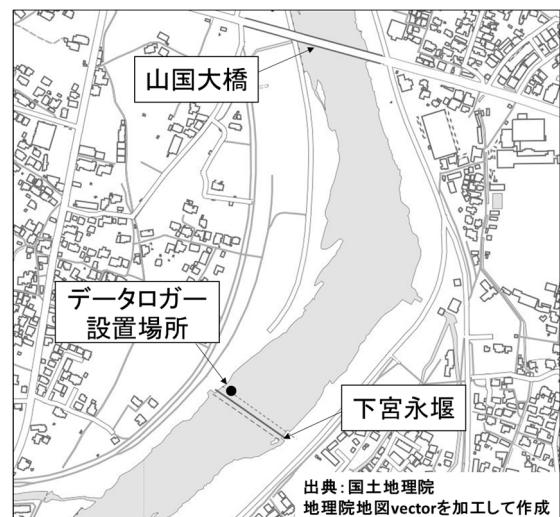 山国大橋
データロガー
設置場所
下宮永堰
出典：国土地理院
地理院地図vectorを加工して作成